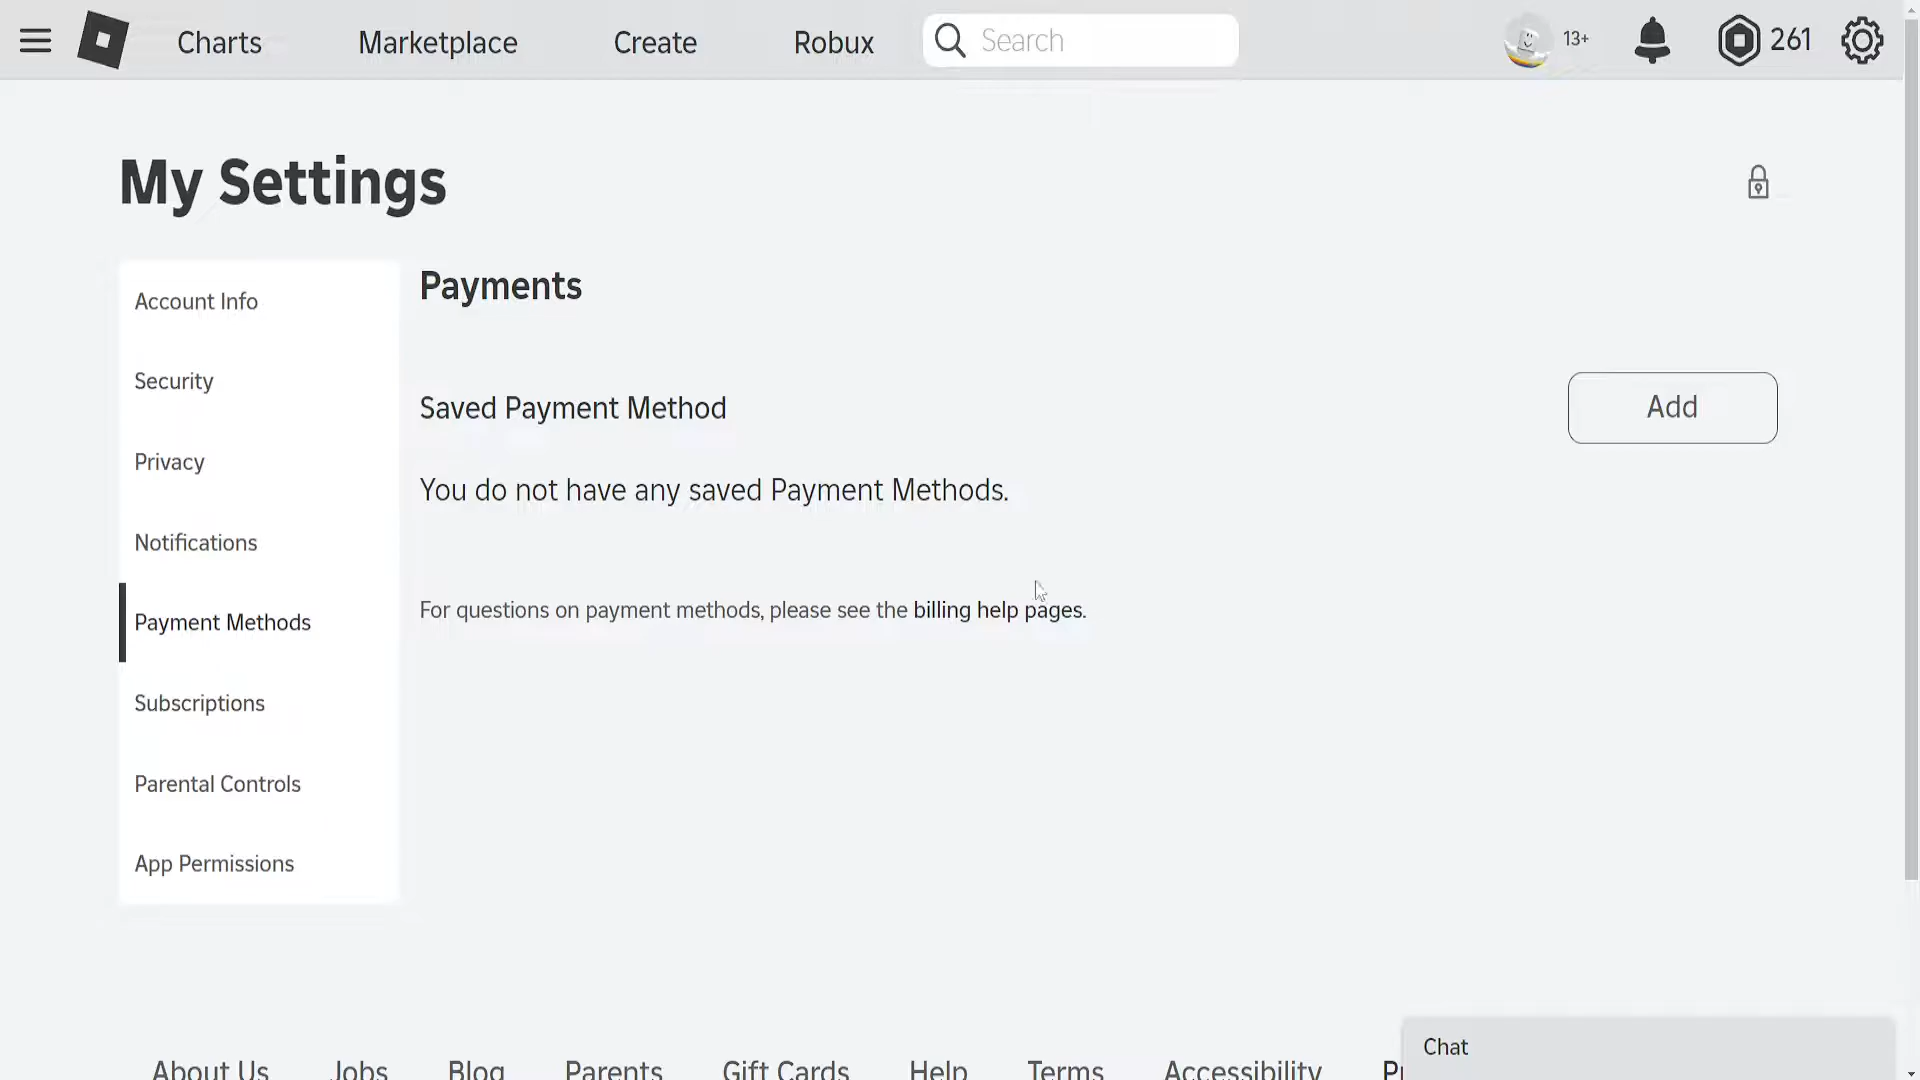 Charts Marketplace Create Robux Search 13+ 261
My Settings
Account Info
Security
Privacy
Notifications
Payment Methods
Subscriptions
Parental Controls
App Permissions
Payments
Saved Payment Method Add
You do not have any saved Payment Methods.
For questions on payment methods, please see the billing help pages.
About Us Jobs Blog Parents Gift Cards Help Terms Accessibility
Chat